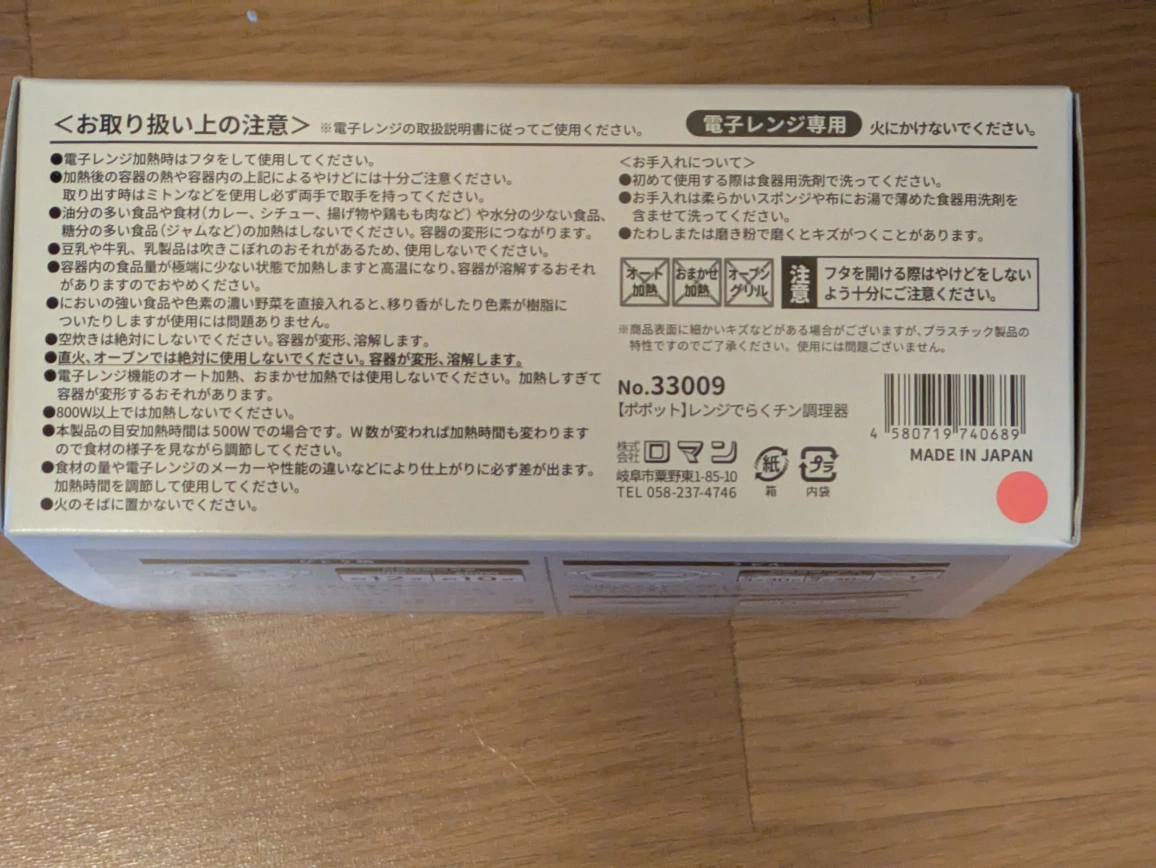 ＜お取り扱い上の注意＞ ※電子レンジの取扱説明書に従ってご使用ください。
電子レンジ専用 火にかけないでください。
●電子レンジ加熱時はフタをして使用してください。
●加熱後の容器の熱や容器内の上記によるやけどには十分ご注意ください。
取り出す時はミトンなどを使用し必ず両手で取手を持ってください。
●油分の多い食品や食材（カレー、シチュー、揚げ物や鶏もも肉など）や水分の少ない食品、
糖分の多い食品（ジャムなど）の加熱はしないでください。容器の変形につながります。
●豆乳や牛乳、乳製品は吹きこぼれのおそれがあるため、使用しないでください。
●容器内の食品量が極端に少ない状態で加熱しますと高温になり、容器が溶解するおそれ
がありますのでおやめください。
●においの強い食品や色素の濃い野菜を直接入れると、移り香がしたり色素が樹脂に
ついたりしますが使用には問題ありません。
●空炊きは絶対にしないでください。容器が変形、溶解します。
●直火、オーブンでは絶対に使用しないでください。容器が変形、溶解します。
●電子レンジ機能のオート加熱、おまかせ加熱では使用しないでください。加熱しすぎて
容器が変形するおそれがあります。
●800W以上では加熱しないでください。
●本製品の目安加熱時間は500Wでの場合です。W数が変われば加熱時間も変わります
ので食材の様子を見ながら調節してください。
●食材の量や電子レンジのメーカーや性能の違いなどにより仕上がりに必ず差が出ます。
加熱時間を調節して使用してください。
●火のそばに置かないでください。
＜お手入れについて＞
●初めて使用する際は食器用洗剤で洗ってください。
●お手入れは柔らかいスポンジや布にお湯で薄めた食器用洗剤を
含ませて洗ってください。
●たわしまたは磨き粉で磨くとキズがつくことがあります。
オート加熱 おまかせ加熱 オーブングリル
注意 フタを開ける際はやけどをしない
よう十分にご注意ください。
※商品表面に細かいキズなどがある場合がございますが、プラスチック製品の
特性ですのでご了承ください。使用には問題ございません。
No.33009
【ポポット】レンジでらくチン調理器
株式会社ロマン
岐阜市粟野東1-85-10
TEL 058-237-4746
紙 箱
プラ 内袋
4 580719 740689
MADE IN JAPAN